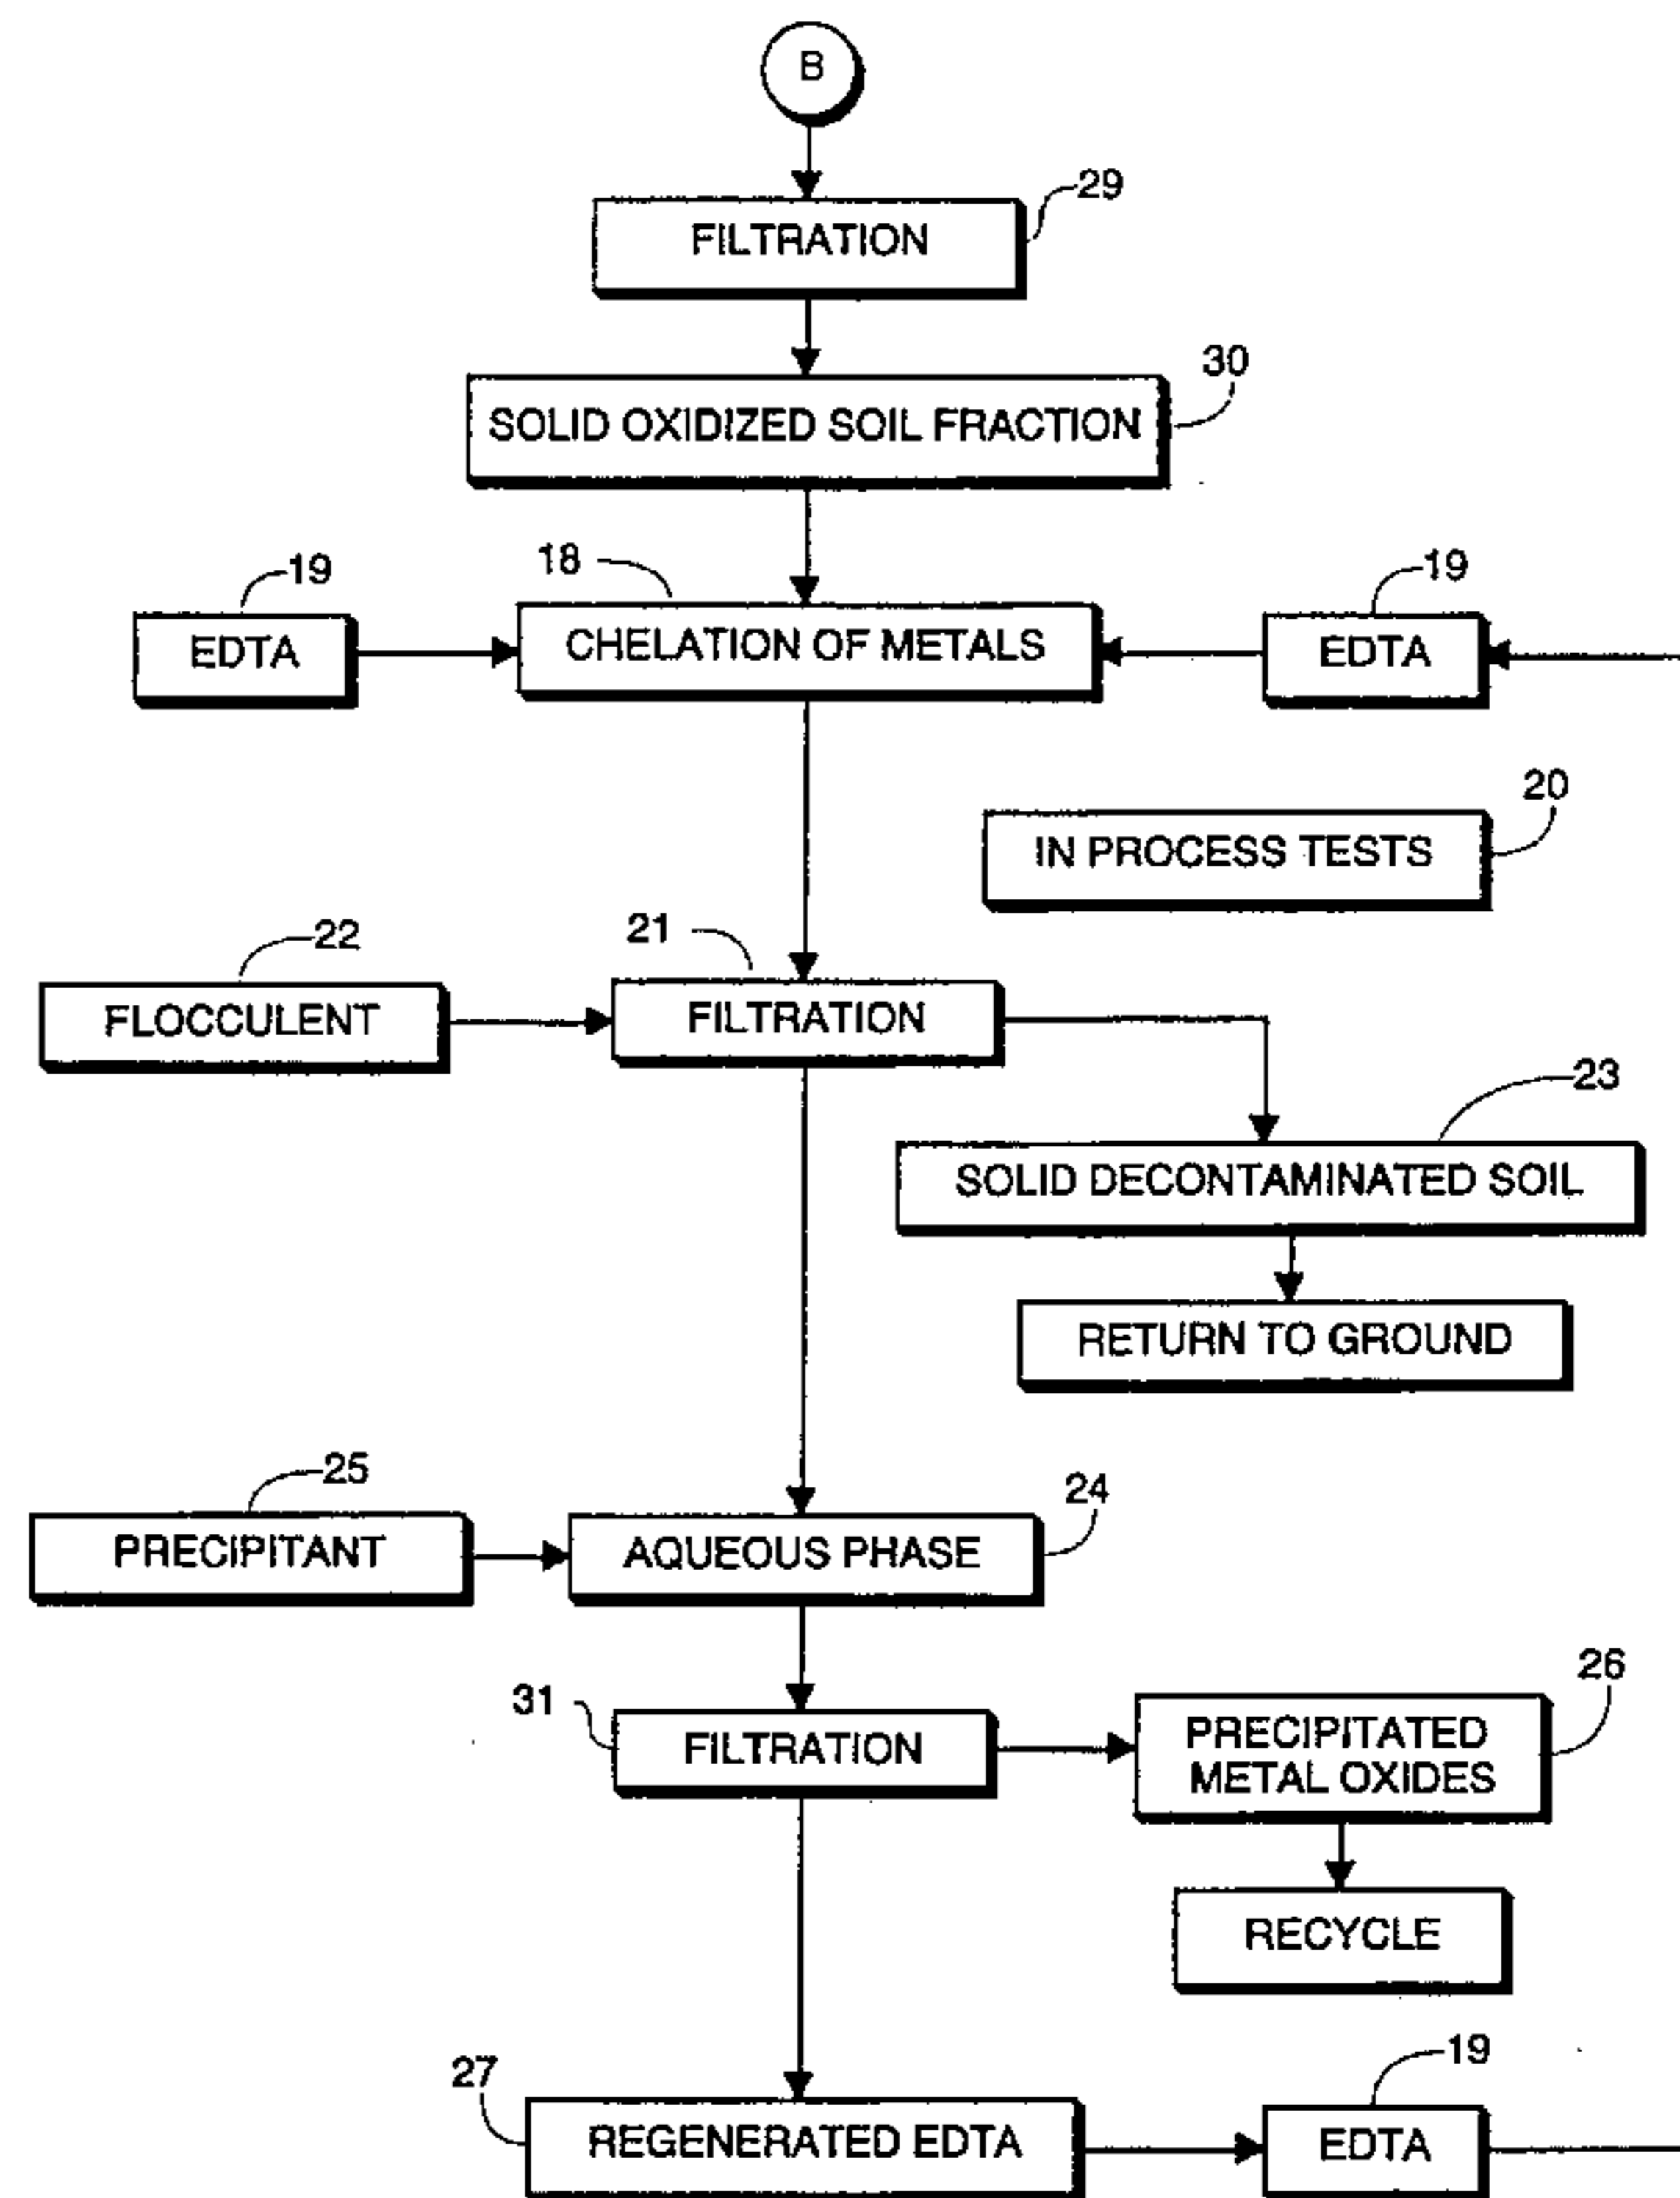 B
29
FILTRATION
30
SOLID OXIDIZED SOIL FRACTION
19
18
19
EDTA
CHELATION OF METALS
EDTA
20
IN PROCESS TESTS
22
21
FLOCCULENT
FILTRATION
23
SOLID DECONTAMINATED SOIL
RETURN TO GROUND
25
24
PRECIPITANT
AQUEOUS PHASE
26
31
FILTRATION
PRECIPITATED
METAL OXIDES
RECYCLE
27
19
REGENERATED EDTA
EDTA